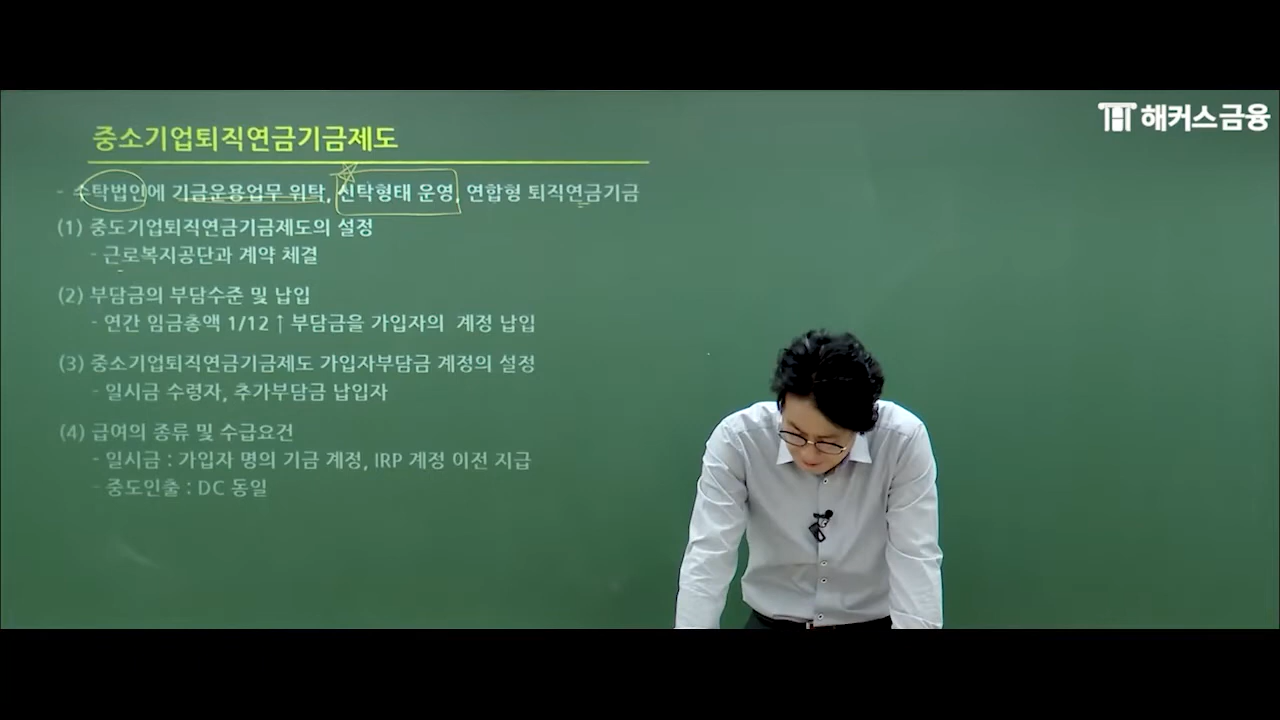 해커스금융
중소기업퇴직연금기금제도
- 수탁법인에 기금운용업무 위탁, 신탁형태 운영, 연합형 퇴직연금기금
(1) 중도기업퇴직연금기금제도의 설정
- 근로복지공단과 계약 체결
(2) 부담금의 부담수준 및 납입
- 연간 임금총액 1/12 ↑ 부담금을 가입자의 계정 납입
(3) 중소기업퇴직연금기금제도 가입자부담금 계정의 설정
- 일시금 수령자, 추가부담금 납입자
(4) 급여의 종류 및 수급요건
- 일시금 : 가입자 명의 기금 계정, IRP 계정 이전 지급
- 중도인출 : DC 동일